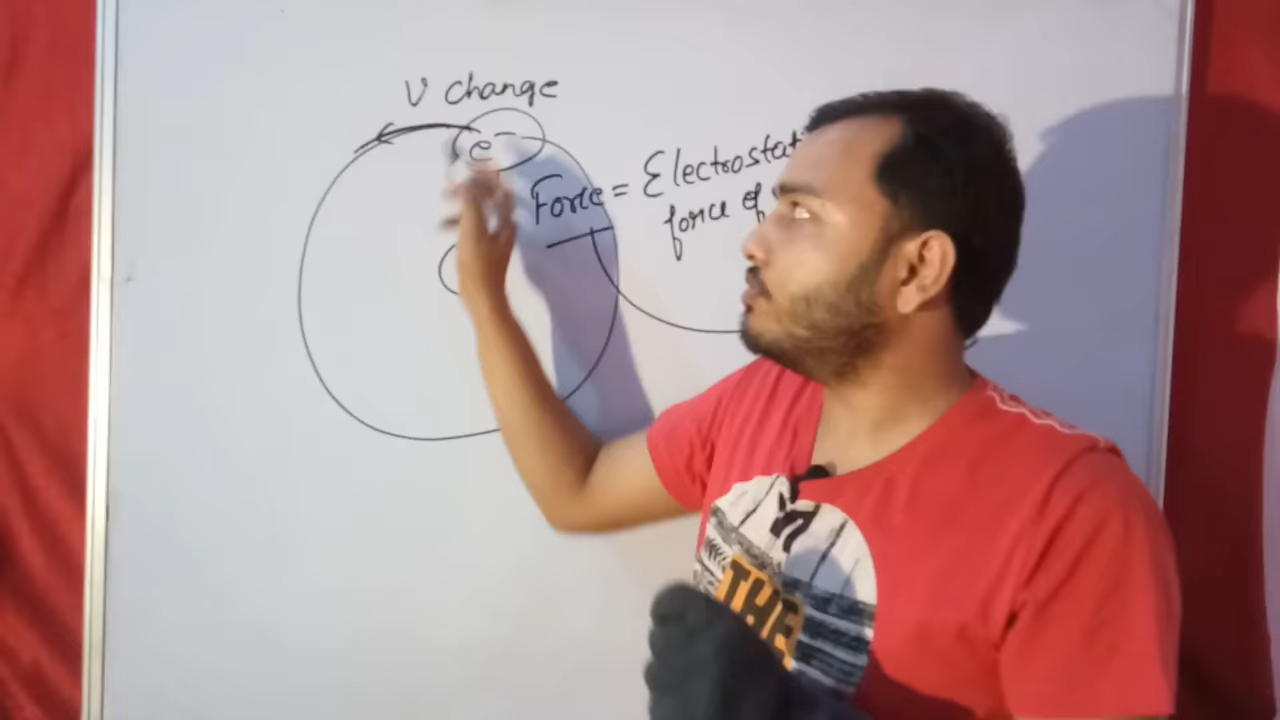 v change
e⁻
Force = Electrostat
force of
THE